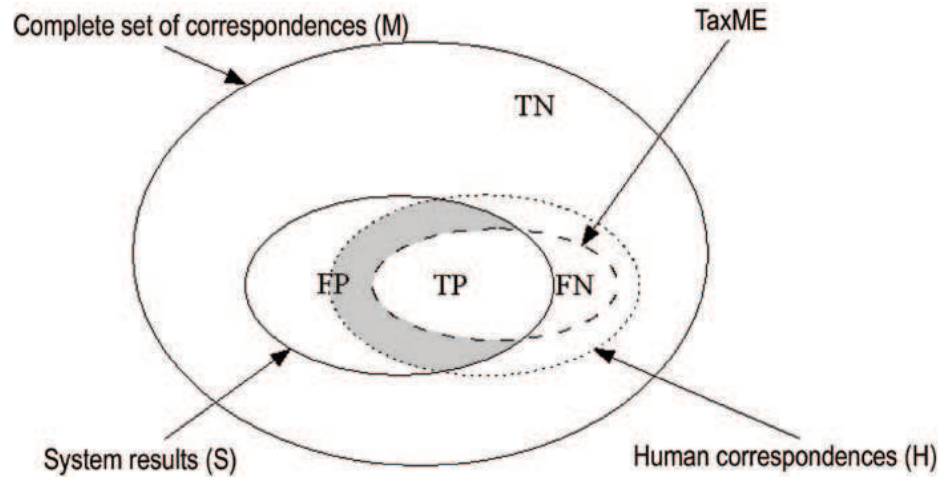 Complete set of correspondences (M)
TaxME
TN
FP
TP
FN
System results (S)
Human correspondences (H)